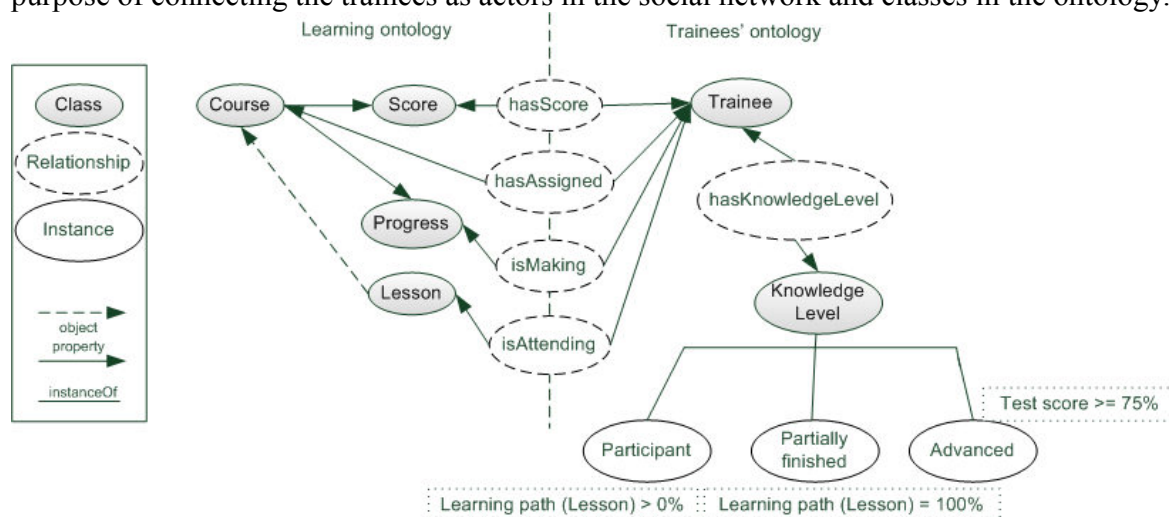 purpose of connecting the trainees as actors in the social network and classes in the ontology.
Learning ontology
Trainees' ontology
Class
Relationship
Instance
object
property
instanceOf
Course
Score
hasScore
Trainee
hasAssigned
hasKnowledgeLevel
Progress
isMaking
Lesson
Knowledge
Level
isAttending
Test score >= 75%
Participant
Partially
finished
Advanced
Learning path (Lesson) > 0%
Learning path (Lesson) = 100%